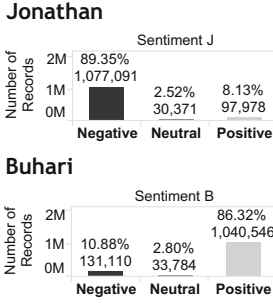 Jonathan
Sentiment J
Number of
Records
2M
1M
0M
89.35%
1,077,091
2.52%
30,371
8.13%
97,978
Negative Neutral Positive
Buhari
Sentiment B
Number of
Records
2M
1M
0M
10.88%
131,110
2.80%
33,784
86.32%
1,040,546
Negative Neutral Positive